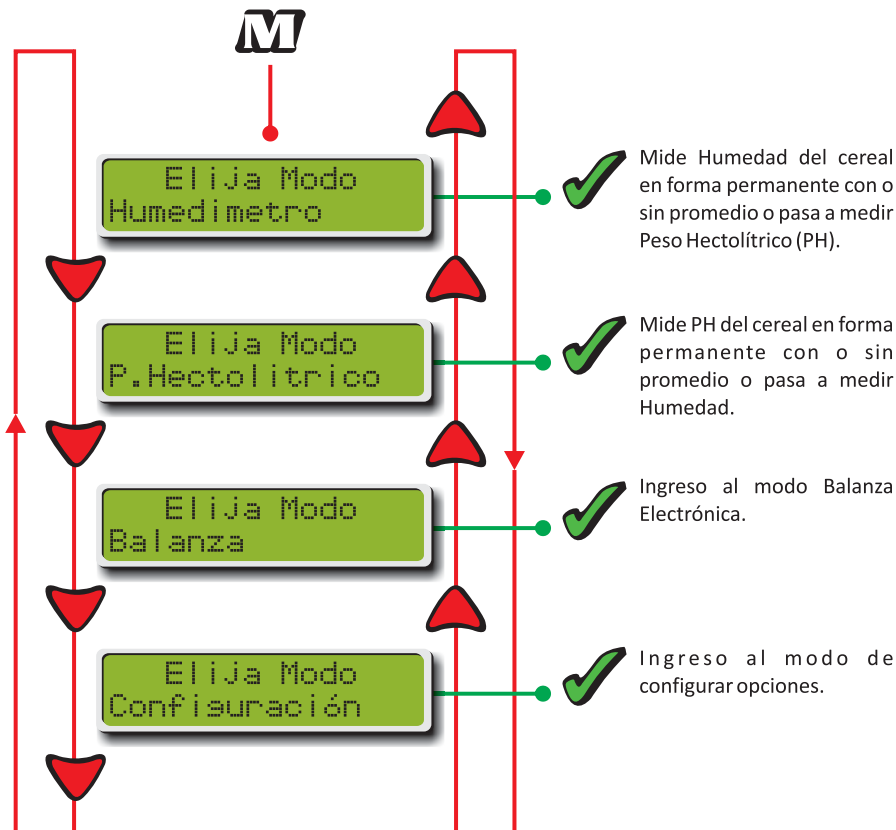 M
Elija Modo
Humedimetro
Mide Humedad del cereal
en forma permanente con o
sin promedio o pasa a medir
Peso Hectolítrico (PH).
Elija Modo
P.Hectolitrico
Mide PH del cereal en forma
permanente con o sin
promedio o pasa a medir
Humedad.
Elija Modo
Balanza
Ingreso al modo Balanza
Electrónica.
Elija Modo
Configuración
Ingreso al modo de
configurar opciones.